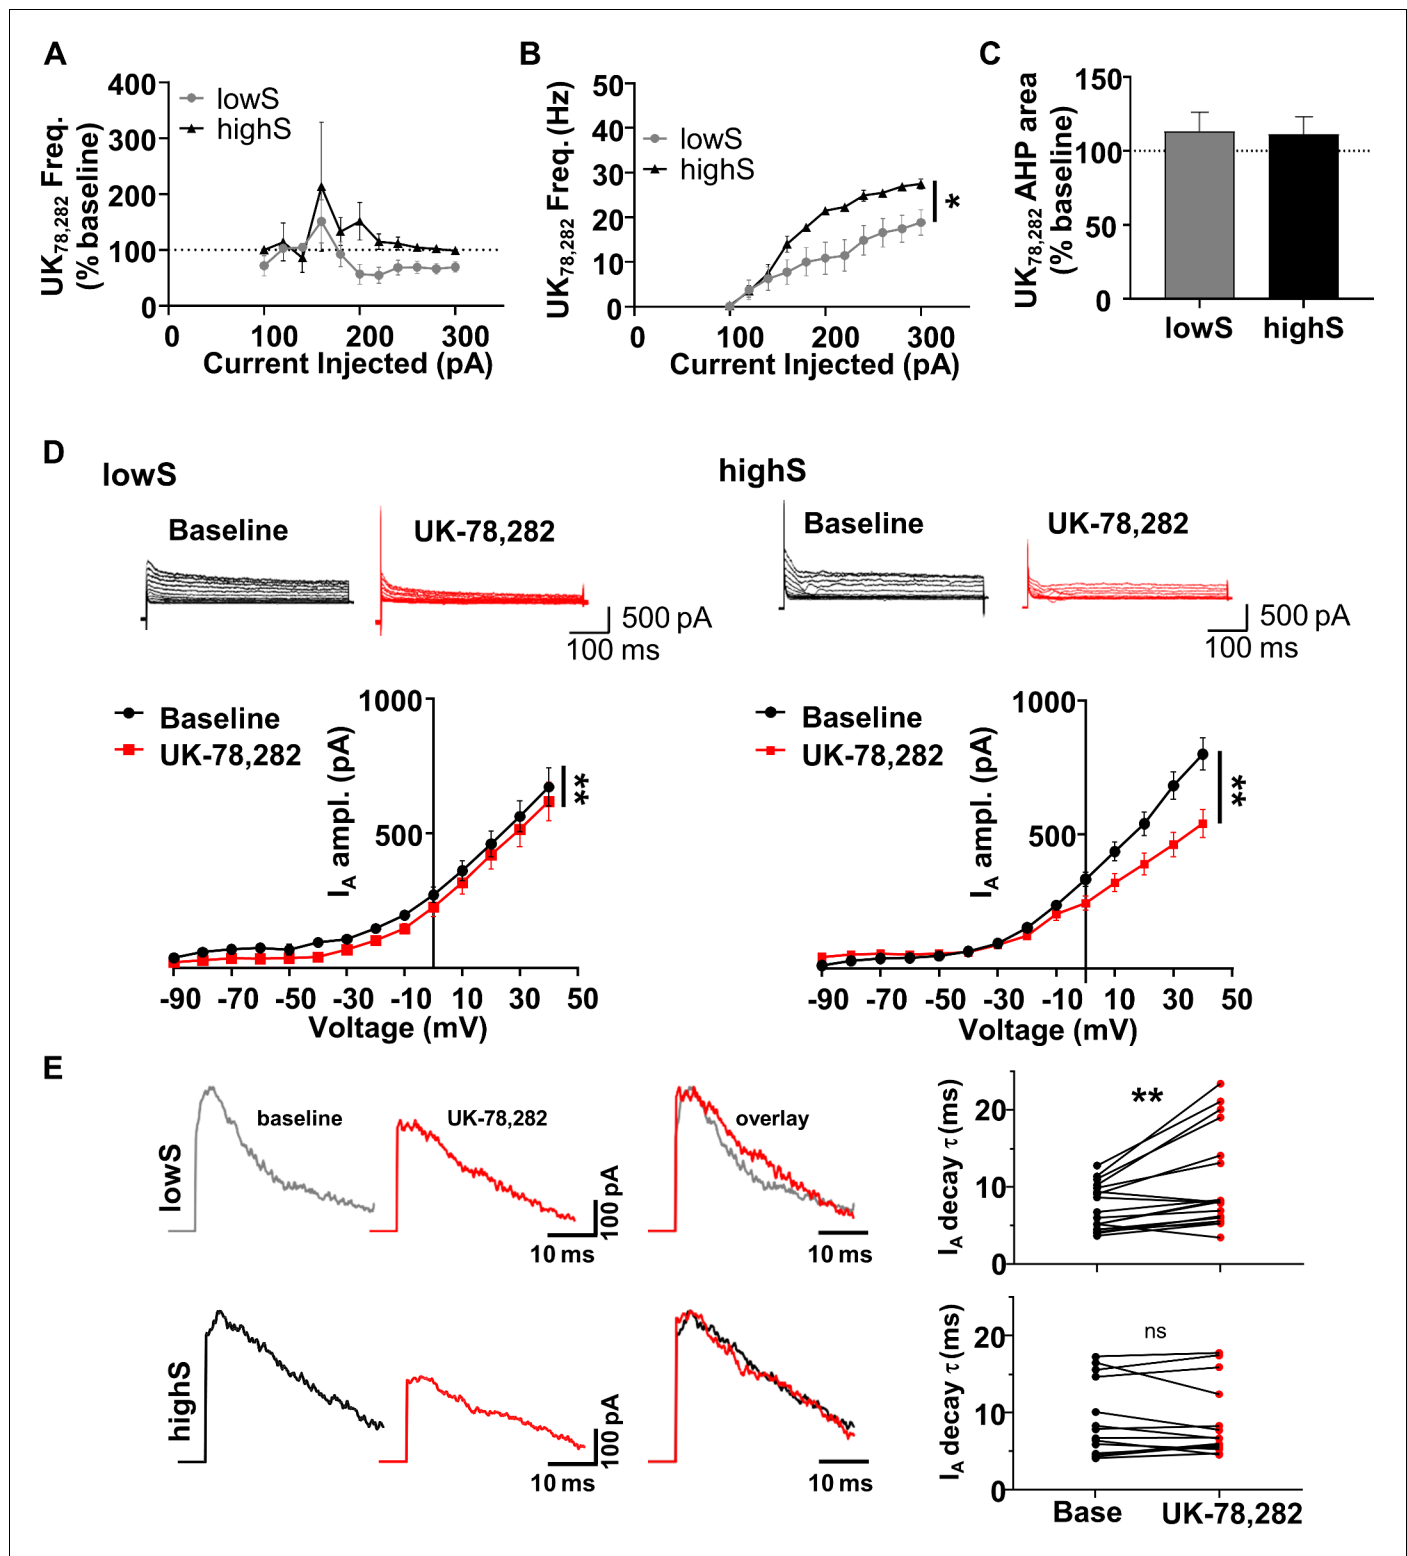 A
UK78,282 Freq.
(% baseline)
400
300
200
100
0
lowS
highS
0 100 200 300
Current Injected (pA)
B
UK78,282 Freq. (Hz)
50
40
30
20
10
0
lowS
highS
*
0 100 200 300
Current Injected (pA)
C
UK78,282 AHP area
(% baseline)
150
100
50
0
lowS highS
D
lowS
Baseline
UK-78,282
500 pA
100 ms
highS
Baseline
UK-78,282
500 pA
100 ms
Baseline
UK-78,282
IA ampl. (pA)
1000
500
**
-90 -70 -50 -30 -10 10 30 50
Voltage (mV)
Baseline
UK-78,282
IA ampl. (pA)
1000
500
**
-90 -70 -50 -30 -10 10 30 50
Voltage (mV)
E
lowS
baseline
UK-78,282
overlay
100 pA
10 ms
10 ms
IA decay τ (ms)
20
10
0
**
highS
100 pA
10 ms
10 ms
IA decay τ (ms)
20
10
0
ns
Base UK-78,282